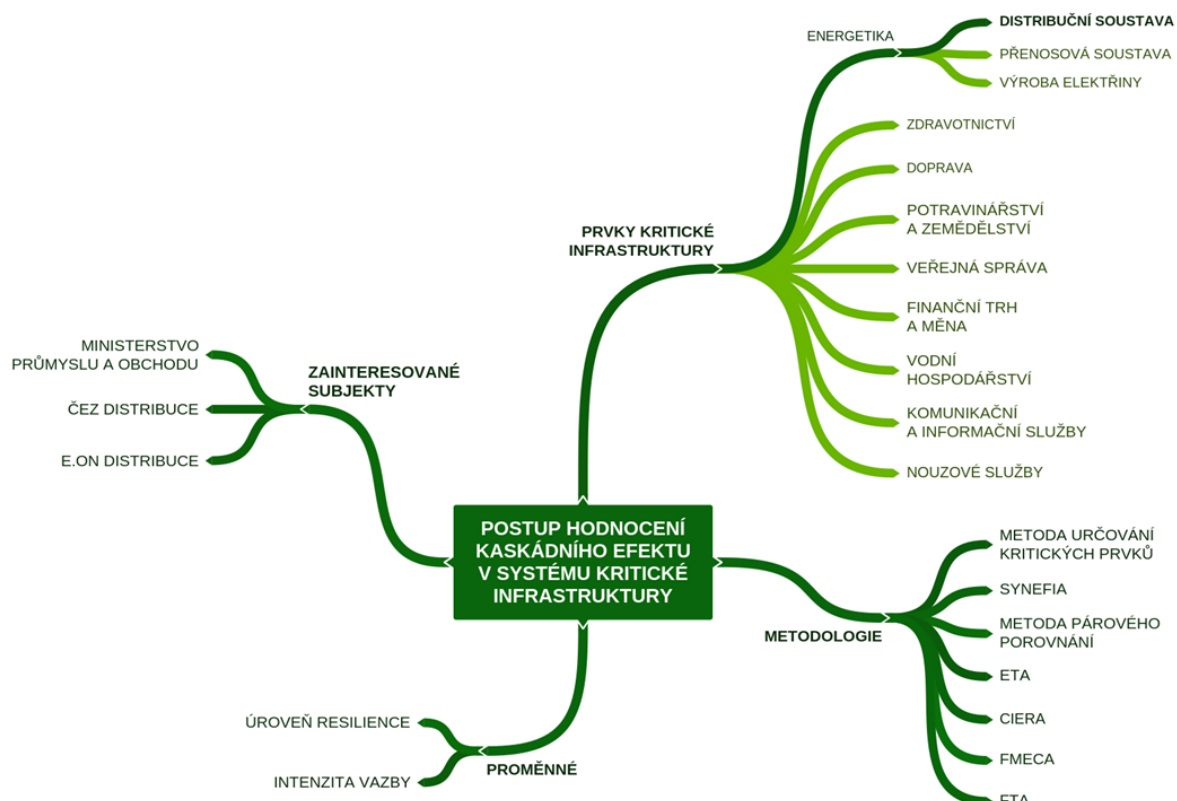 DISTRIBUČNÍ SOUSTAVA
ENERGETIKA
PŘENOSOVÁ SOUSTAVA
VÝROBA ELEKTŘINY
ZDRAVOTNICTVÍ
DOPRAVA
POTRAVINÁŘSTVÍ
A ZEMĚDĚLSTVÍ
PRVKY KRITICKÉ
INFRASTRUKTURY
VEŘEJNÁ SPRÁVA
FINANČNÍ TRH
A MĚNA
VODNÍ
HOSPODÁŘSTVÍ
KOMUNIKAČNÍ
A INFORMAČNÍ SLUŽBY
NOUZOVÉ SLUŽBY
MINISTERSTVO
PRŮMYSLU A OBCHODU
ZAINTERESOVANÉ
SUBJEKTY
ČEZ DISTRIBUCE
E.ON DISTRIBUCE
POSTUP HODNOCENÍ
KASKÁDNÍHO EFEKTU
V SYSTÉMU KRITICKÉ
INFRASTRUKTURY
METODOLOGIE
METODA URČOVÁNÍ
KRITICKÝCH PRVKŮ
SYNEFIA
METODA PÁROVÉHO
POROVNÁNÍ
ETA
CIERA
FMECA
FTA
ÚROVEŇ RESILIENCE
PROMĚNNÉ
INTENZITA VAZBY